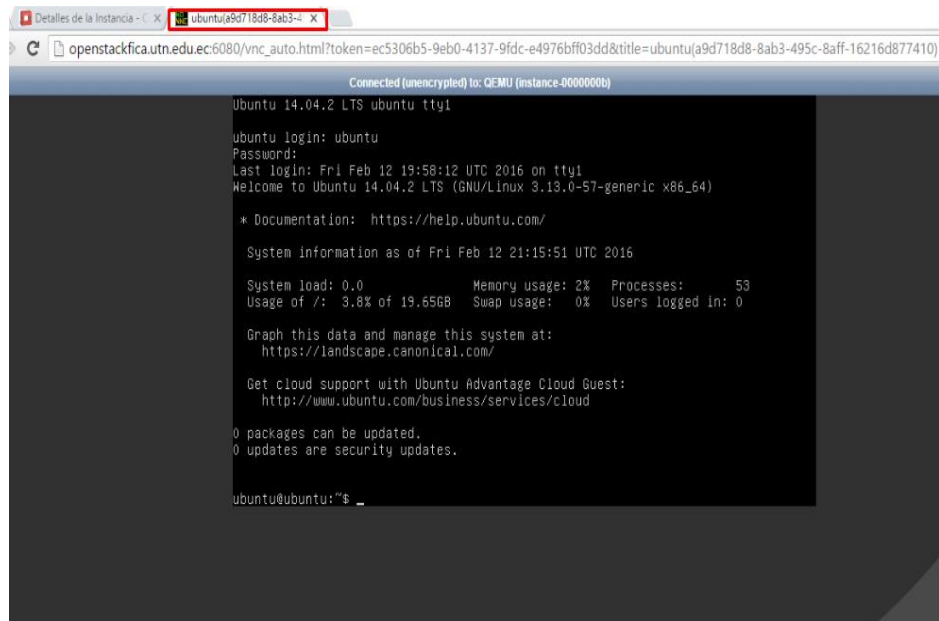 Detalles de la Instancia - C X ubuntu(a9d718d8-8ab3-4 X
openstackfica.utn.edu.ec:6080/vnc_auto.html?token=ec5306b5-9eb0-4137-9fdc-e4976bff03dd&title=ubuntu(a9d718d8-8ab3-495c-8aff-16216d877410)
Connected (unencrypted) to: QEMU (instance-0000000b)
Ubuntu 14.04.2 LTS ubuntu tty1
ubuntu login: ubuntu
Password:
Last login: Fri Feb 12 19:58:12 UTC 2016 on tty1
Welcome to Ubuntu 14.04.2 LTS (GNU/Linux 3.13.0-57-generic x86_64)
* Documentation: https://help.ubuntu.com/
System information as of Fri Feb 12 21:15:51 UTC 2016
System load: 0.0 Memory usage: 2% Processes: 53
Usage of /: 3.8% of 19.65GB Swap usage: 0% Users logged in: 0
Graph this data and manage this system at:
https://landscape.canonical.com/
Get cloud support with Ubuntu Advantage Cloud Guest:
http://www.ubuntu.com/business/services/cloud
0 packages can be updated.
0 updates are security updates.
ubuntu@ubuntu:~$ _